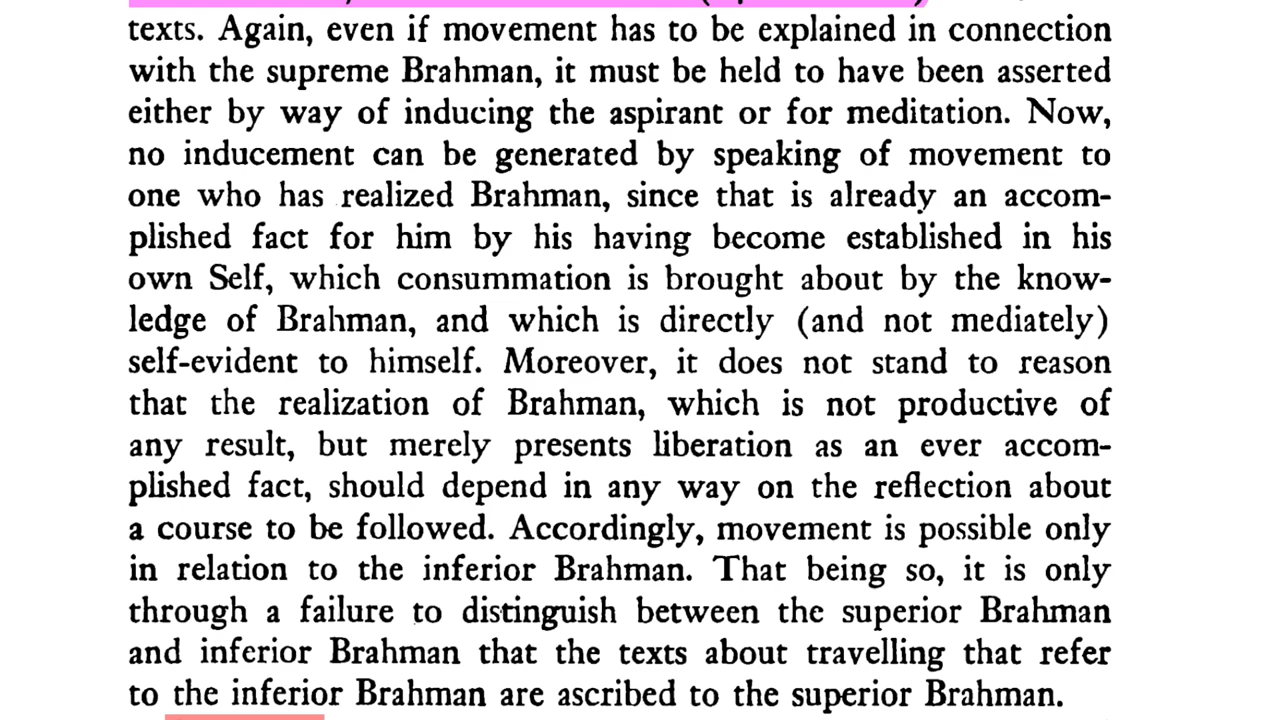 texts. Again, even if movement has to be explained in connection
with the supreme Brahman, it must be held to have been asserted
either by way of inducing the aspirant or for meditation. Now,
no inducement can be generated by speaking of movement to
one who has realized Brahman, since that is already an accom-
plished fact for him by his having become established in his
own Self, which consummation is brought about by the know-
ledge of Brahman, and which is directly (and not mediately)
self-evident to himself. Moreover, it does not stand to reason
that the realization of Brahman, which is not productive of
any result, but merely presents liberation as an ever accom-
plished fact, should depend in any way on the reflection about
a course to be followed. Accordingly, movement is possible only
in relation to the inferior Brahman. That being so, it is only
through a failure to distinguish between the superior Brahman
and inferior Brahman that the texts about travelling that refer
to the inferior Brahman are ascribed to the superior Brahman.